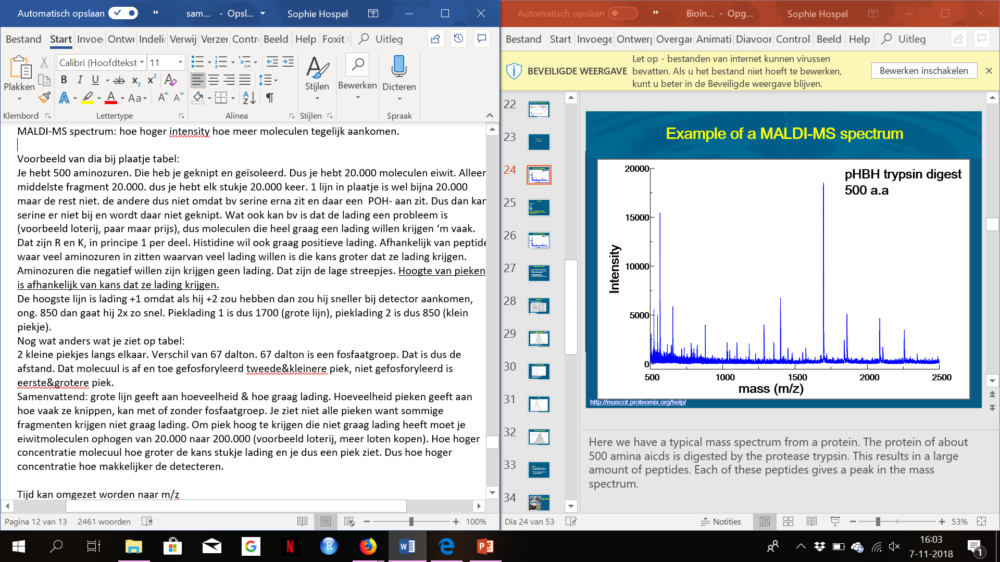 Automatisch opslaan
sam... - Opsl...
Sophie Hospel
Bestand Start Invoe Ontwe Indeli Verwij Verzer Contr Beeld Help Foxit Uitleg
Plakken
Calibri (Hoofdtekst 11
Stijlen
Bewerken
Dicteren
Klembord Lettertype Alinea Stijlen Spraak
MALDI-MS spectrum: hoe hoger intensity hoe meer moleculen tegelijk aankomen.
Voorbeeld van dia bij plaatje tabel:
Je hebt 500 aminozuren. Die heb je geknipt en geïsoleerd. Dus je hebt 20.000 moleculen eiwit. Alleen
middelste fragment 20.000. dus je hebt elk stukje 20.000 keer. 1 lijn in plaatje is wel bijna 20.000
maar de rest niet. de andere dus niet omdat bv serine erna zit en daar een POH- aan zit. Dus dan kan
serine er niet bij en wordt daar niet geknipt. Wat ook kan bv is dat de lading een probleem is
(voorbeeld loterij, paar maar prijs), dus moleculen die heel graag een lading willen krijgen ‘m vaak.
Dat zijn R en K, in principe 1 per deel. Histidine wil ook graag positieve lading. Afhankelijk van peptide
waar veel aminozuren in zitten waarvan veel lading willen is die kans groter dat ze lading krijgen.
Aminozuren die negatief willen zijn krijgen geen lading. Dat zijn de lage streepjes. Hoogte van pieken
is afhankelijk van kans dat ze lading krijgen.
De hoogste lijn is lading +1 omdat als hij +2 zou hebben dan zou hij sneller bij detector aankomen,
ong. 850 dan gaat hij 2x zo snel. Pieklading 1 is dus 1700 (grote lijn), pieklading 2 is dus 850 (klein
piekje).
Nog wat anders wat je ziet op tabel:
2 kleine piekjes langs elkaar. Verschil van 67 dalton. 67 dalton is een fosfaatgroep. Dat is dus de
afstand. Dat molecuul is af en toe gefosforyleerd tweede&kleinere piek, niet gefosforyleerd is
eerste&grotere piek.
Samenvattend: grote lijn geeft aan hoeveelheid & hoe graag lading. Hoeveelheid pieken geeft aan
hoe vaak ze knippen, kan met of zonder fosfaatgroep. Je ziet niet alle pieken want sommige
fragmenten krijgen niet graag lading. Om piek hoog te krijgen die niet graag lading heeft moet je
eiwitmoleculen ophogen van 20.000 naar 200.000 (voorbeeld loterij, meer loten kopen). Hoe hoger
concentratie molecuul hoe groter de kans stukje lading en je dus een piek ziet. Dus hoe hoger
concentratie hoe makkelijker de detecteren.
Tijd kan omgezet worden naar m/z
Pagina 12 van 13 2461 woorden 100%
Automatisch opslaan
Bioin... - Opg...
Sophie Hospel
Bestand Start Invoege Ontwerp Overgar Animati Diavoor Control Beeld Help Uitleg
BEVEILIGDE WEERGAVE
Let op - bestanden van internet kunnen virussen
bevatten. Als u het bestand niet hoeft te bewerken,
kunt u beter in de Beveiligde weergave blijven.
Bewerken inschakelen
22
23
24
25
26
27
28
29
30
31
32
33
34
Example of a MALDI-MS spectrum
pHBH trypsin digest
500 a.a
20000
15000
10000
5000
0
Intensity
500 1000 1500 2000 2500
mass (m/z)
http://mascot.proteomix.org/help/
Here we have a typical mass spectrum from a protein. The protein of about
500 amina aicds is digested by the protease trypsin. This results in a large
amount of peptides. Each of these peptides gives a peak in the mass
spectrum.
Dia 24 van 53 Notities 53%
16:03
7-11-2018
1